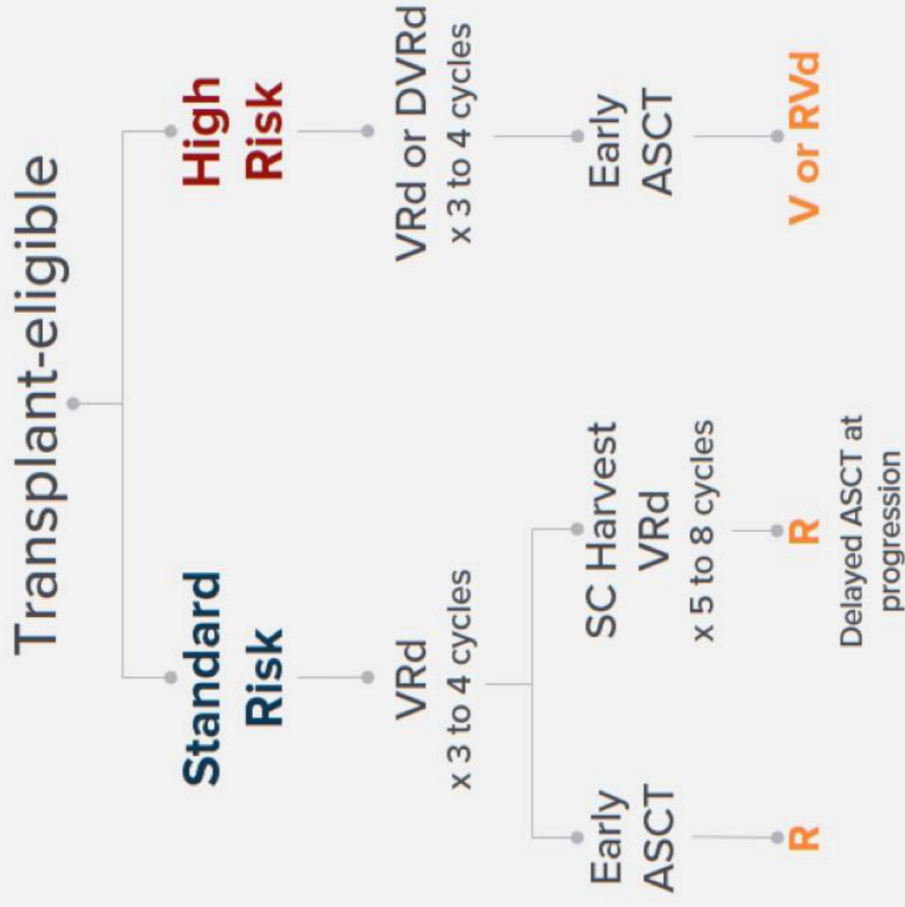 Transplant-eligible
Standard
Risk
High
Risk
VRd
x 3 to 4 cycles
VRd or DVRd
x 3 to 4 cycles
Early
ASCT
SC Harvest
VRd
x 5 to 8 cycles
Early
ASCT
R
R
V or RVd
Delayed ASCT at
progression